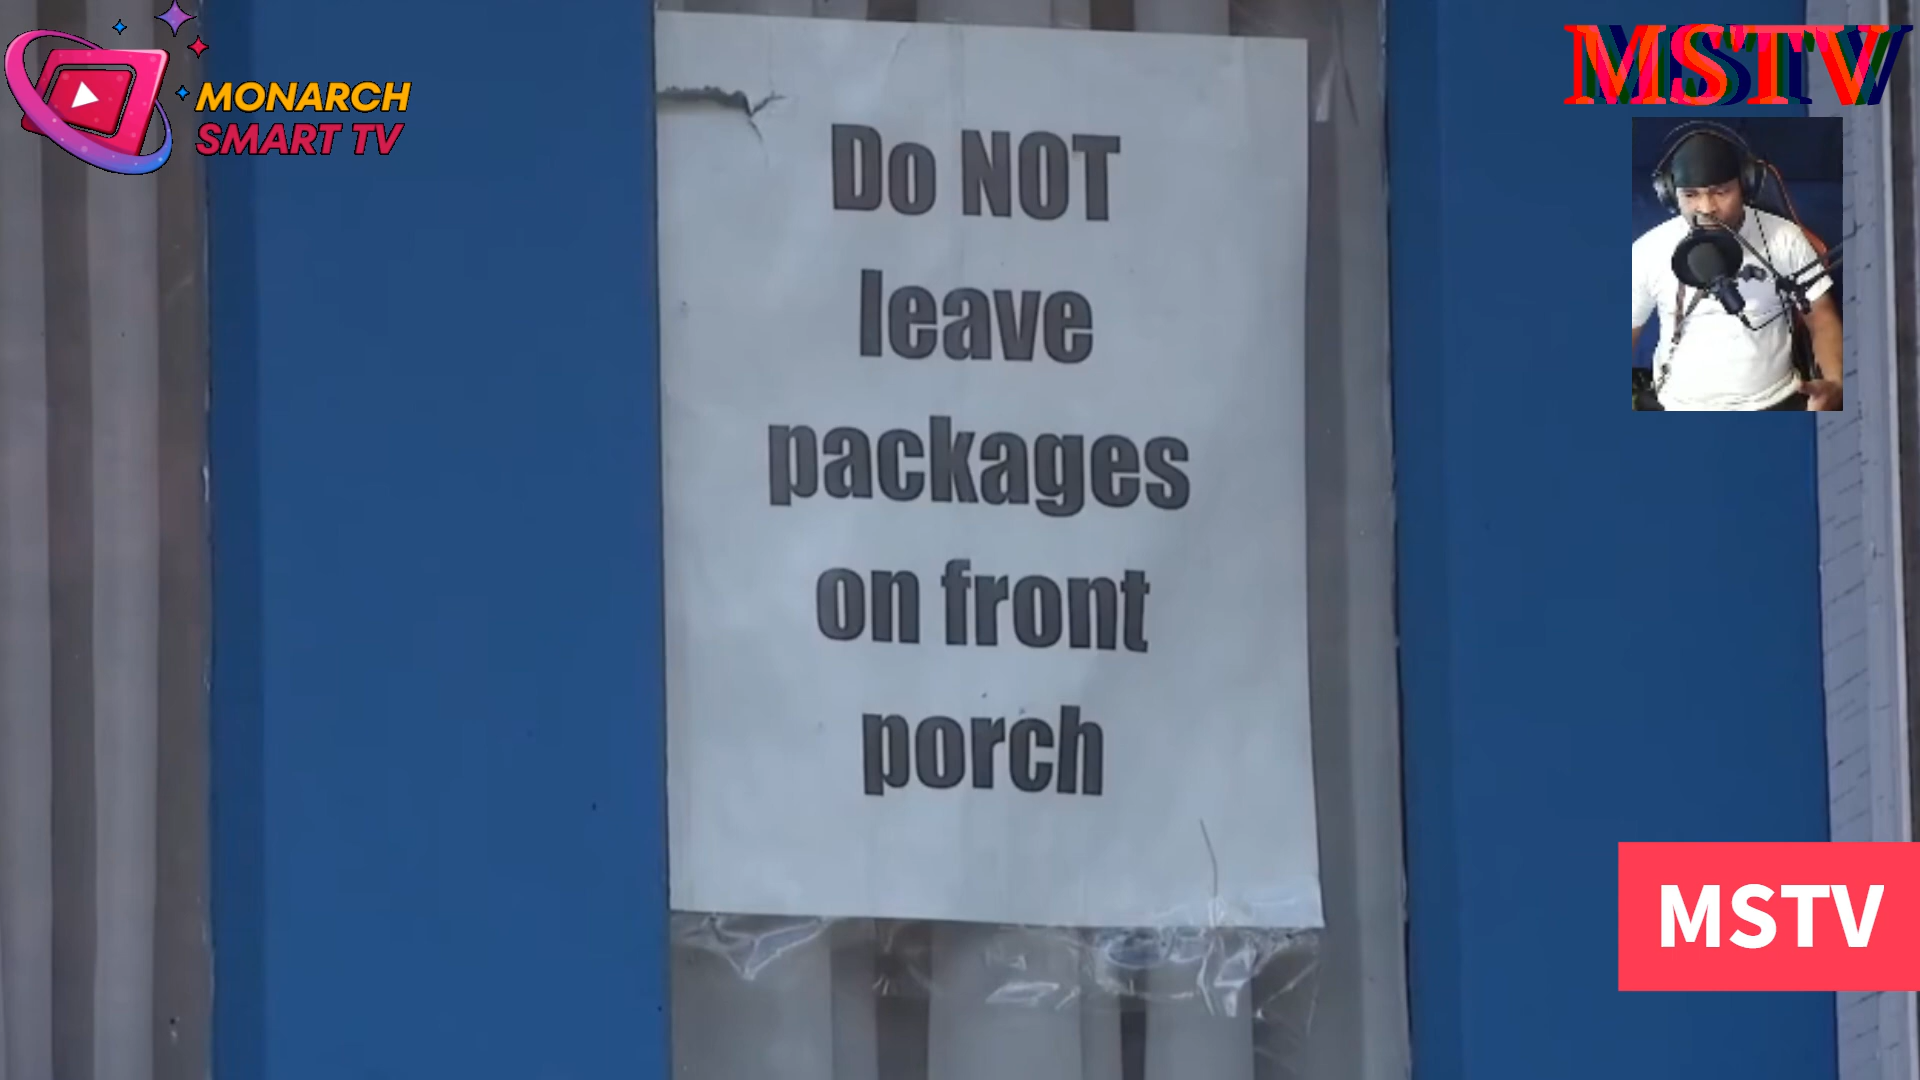 MONARCH
SMART TV
MSTV
Do NOT
leave
packages
on front
porch
MSTV